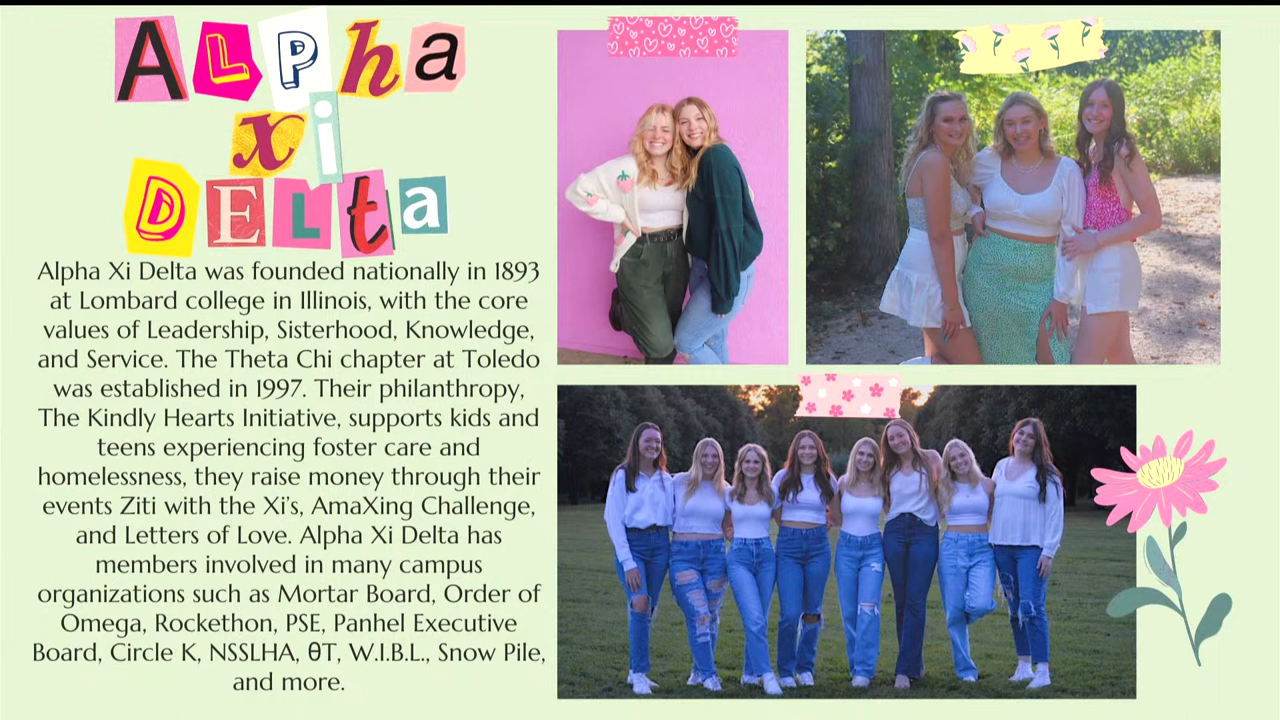 ALpha
xi
DELta
Alpha Xi Delta was founded nationally in 1893
at Lombard college in Illinois, with the core
values of Leadership, Sisterhood, Knowledge,
and Service. The Theta Chi chapter at Toledo
was established in 1997. Their philanthropy,
The Kindly Hearts Initiative, supports kids and
teens experiencing foster care and
homelessness, they raise money through their
events Ziti with the Xi’s, AmaXing Challenge,
and Letters of Love. Alpha Xi Delta has
members involved in many campus
organizations such as Mortar Board, Order of
Omega, Rockethon, PSE, Panhel Executive
Board, Circle K, NSSLHA, θT, W.I.B.L., Snow Pile,
and more.